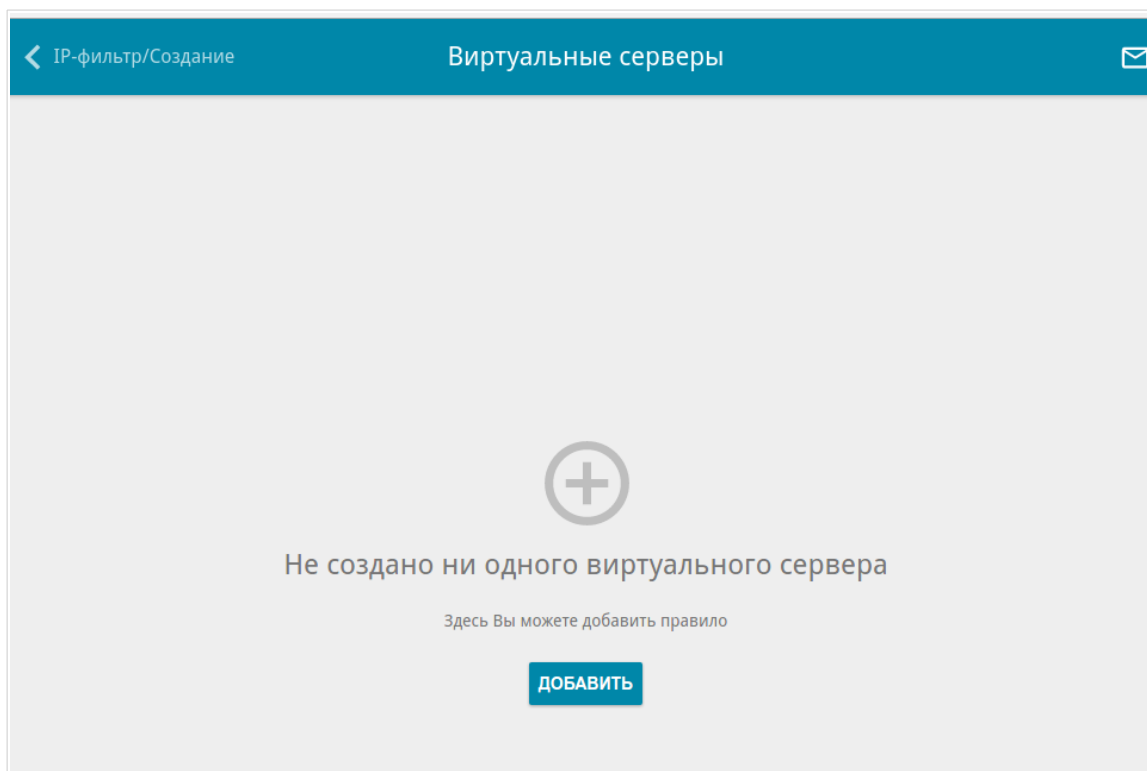 IP-фильтр/Создание
Виртуальные серверы
Не создано ни одного виртуального сервера
Здесь Вы можете добавить правило
ДОБАВИТЬ